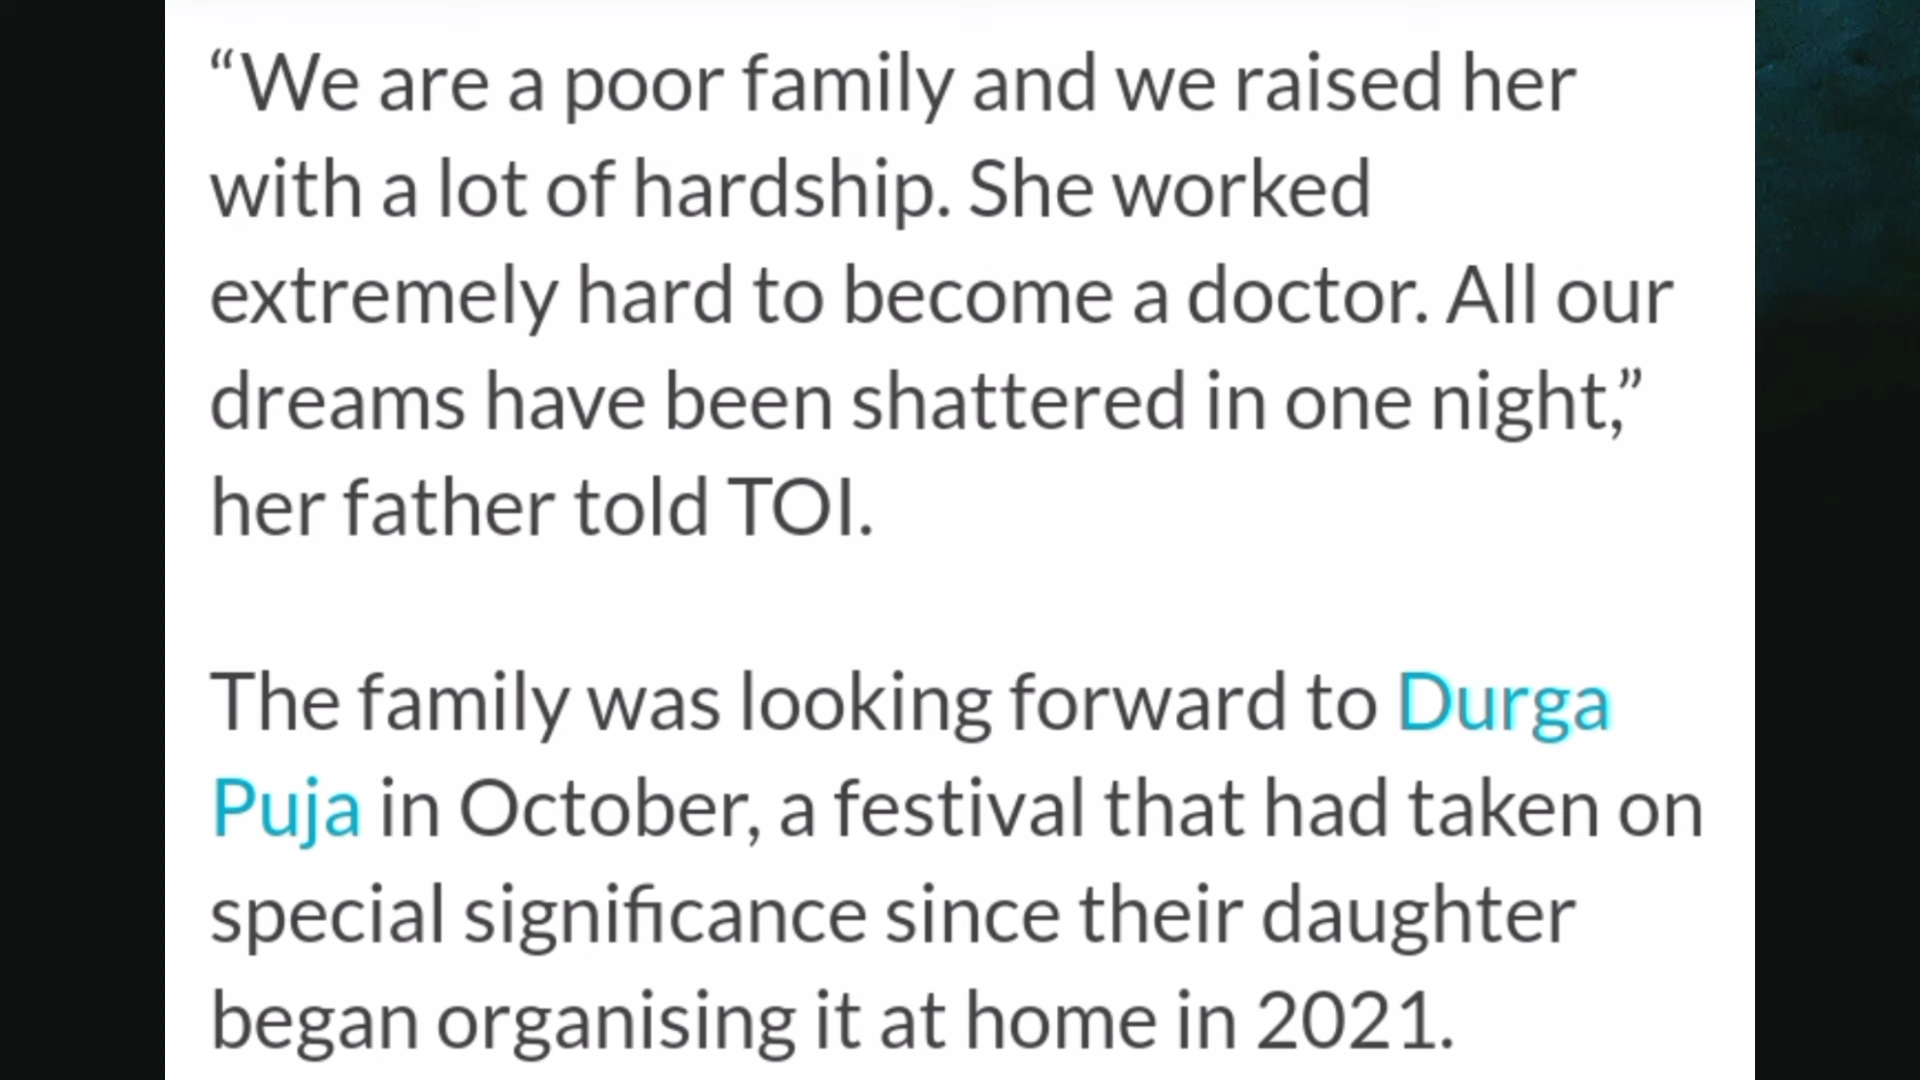 “We are a poor family and we raised her
with a lot of hardship. She worked
extremely hard to become a doctor. All our
dreams have been shattered in one night,”
her father told TOI.
The family was looking forward to Durga
Puja in October, a festival that had taken on
special significance since their daughter
began organising it at home in 2021.